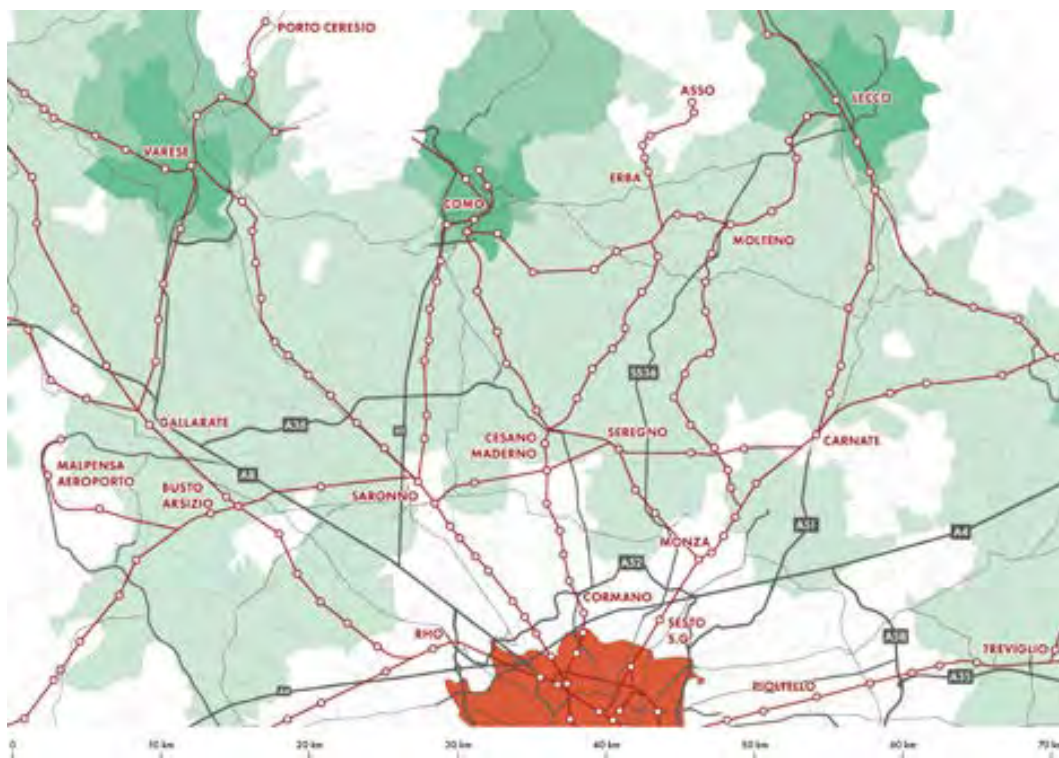 PORTO CERESIO
ASSO
LECCO
VARESE
ERBA
COMO
MOLTENO
SS36
GALLARATE
A36
SEREGNO
CESANO
MADERNO
CARNATE
MALPENSA
AEROPORTO
A8
BUSTO
ARSIZIO
SARONNO
A51
A4
MONZA
A52
CORMANO
RHO
SESTO
S.G.
A58
TREVIGLIO
A35
0
10 km
20 km
30 km
40 km
50 km
60 km
70 km